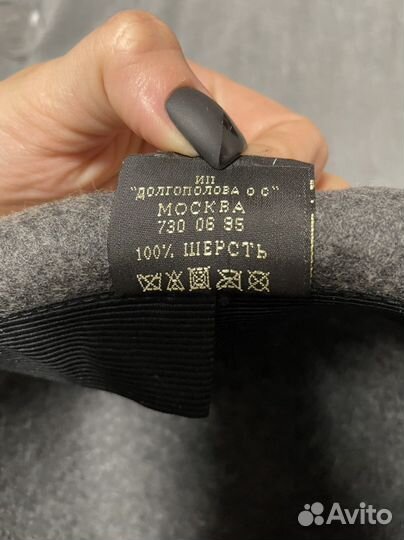 ИП
"ДОЛГОПОЛОВА О С"
МОСКВА
730 06 95
100% ШЕРСТЬ
Avito